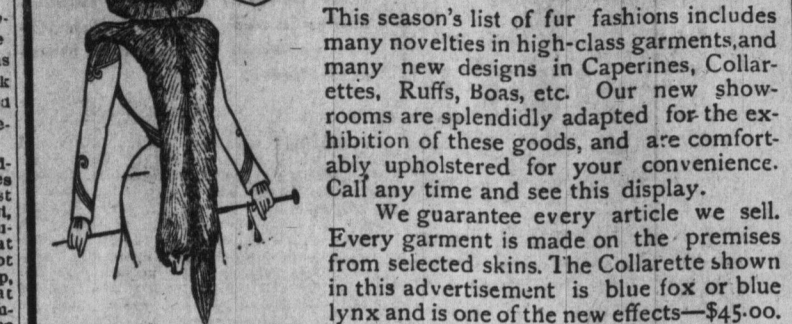 This season's list of fur fashions includes
many novelties in high-class garments, and
many new designs in Caperines, Collar-
ettes, Ruffs, Boas, etc. Our new show-
rooms are splendidly adapted for the ex-
hibition of these goods, and are comfort-
ably upholstered for your convenience.
Call any time and see this display.
We guarantee every article we sell.
Every garment is made on the premises
from selected skins. The Collarette shown
in this advertisement is blue fox or blue
lynx and is one of the new effects—$45.00.